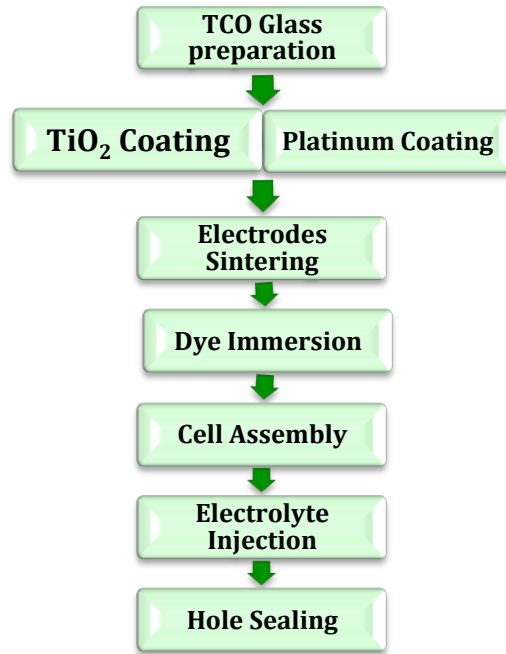 TCO Glass
preparation
TiO₂ Coating
Platinum Coating
Electrodes
Sintering
Dye Immersion
Cell Assembly
Electrolyte
Injection
Hole Sealing